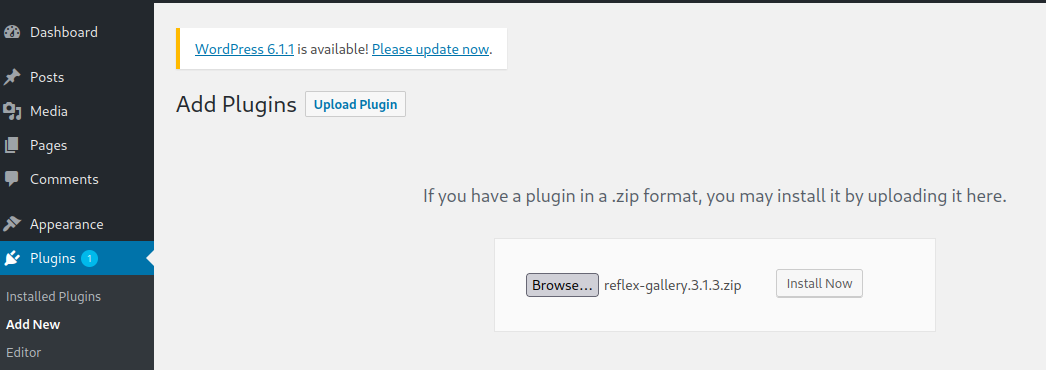 Dashboard
Posts
Media
Pages
Comments
Appearance
Plugins 1
Installed Plugins
Add New
Editor
WordPress 6.1.1 is available! Please update now.
Add Plugins Upload Plugin
If you have a plugin in a .zip format, you may install it by uploading it here.
Browse... reflex-gallery.3.1.3.zip Install Now